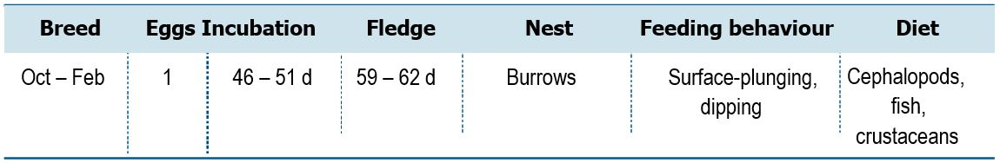 Breed Eggs Incubation Fledge Nest Feeding behaviour Diet
Oct – Feb 1 46 – 51 d 59 – 62 d Burrows Surface-plunging, dipping Cephalopods, fish, crustaceans